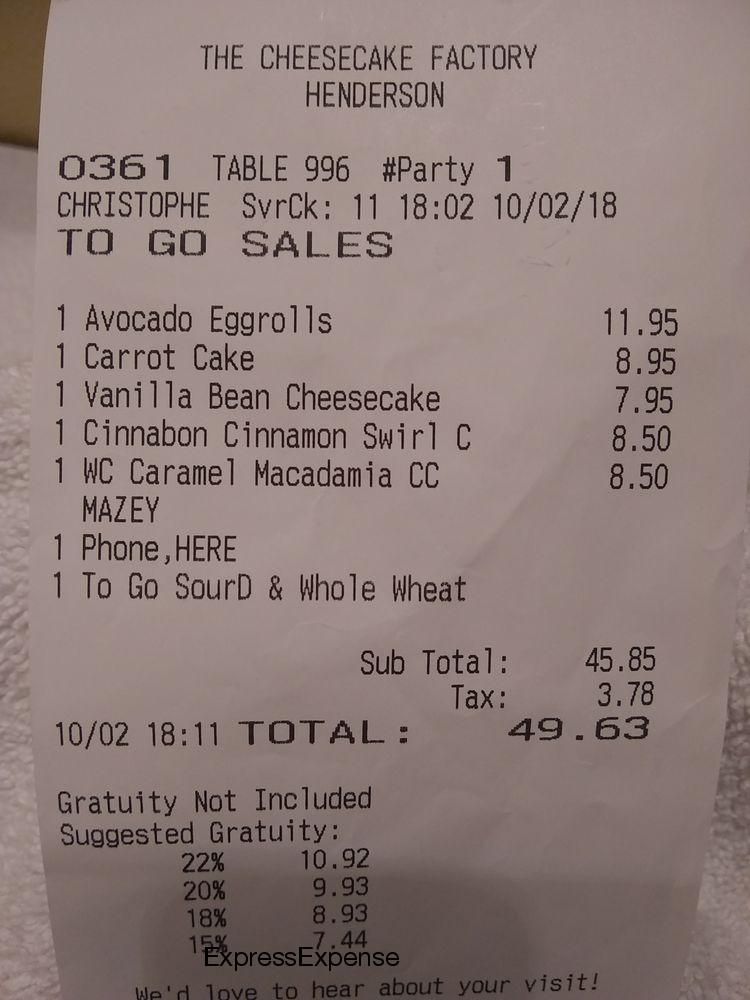 THE CHEESECAKE FACTORY
HENDERSON
0361 TABLE 996 #Party 1
CHRISTOPHE SvrCk: 11 18:02 10/02/18
TO GO SALES
1 Avocado Eggrolls 11.95
1 Carrot Cake 8.95
1 Vanilla Bean Cheesecake 7.95
1 Cinnabon Cinnamon Swirl C 8.50
1 WC Caramel Macadamia CC 8.50
MAZEY
1 Phone,HERE
1 To Go SourD & Whole Wheat
Sub Total: 45.85
Tax: 3.78
10/02 18:11 TOTAL: 49.63
Gratuity Not Included
Suggested Gratuity:
22% 10.92
20% 9.93
18% 8.93
15% 7.44
ExpressExpense
We'd love to hear about your visit!